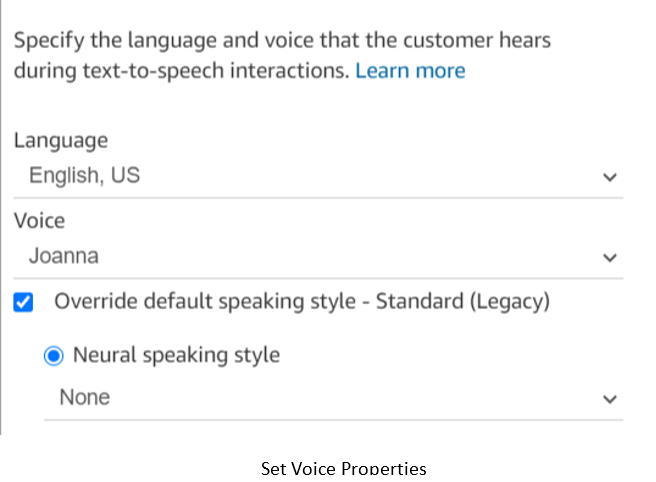 Specify the language and voice that the customer hears
during text-to-speech interactions. Learn more
Language
English, US
Voice
Joanna
Override default speaking style - Standard (Legacy)
Neural speaking style
None
Set Voice Properties